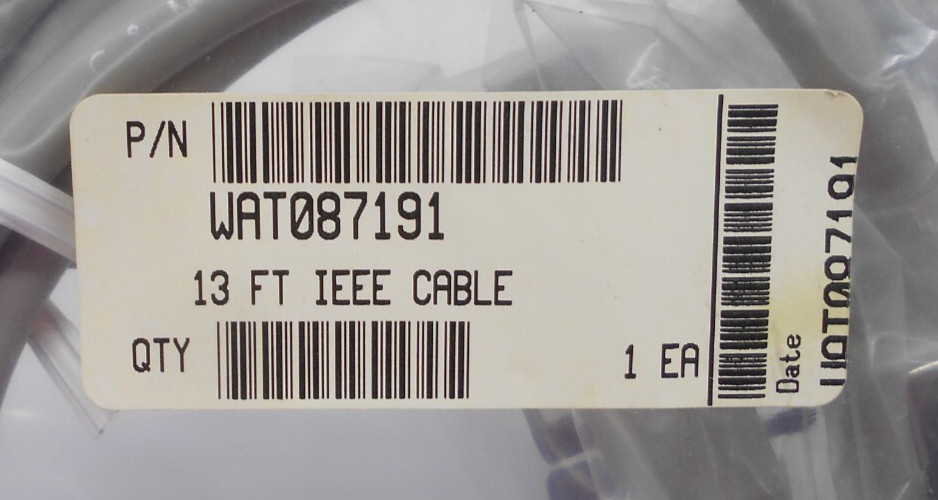 P/N
WAT087191
13 FT IEEE CABLE
QTY
1 EA
Date
WAT087191